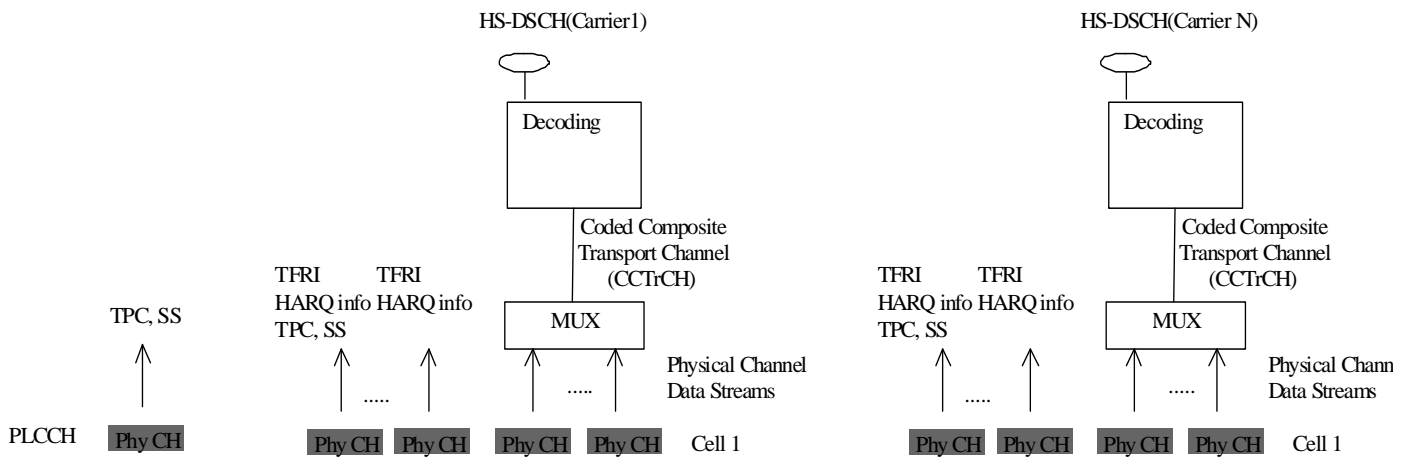 HS-DSCH(Carrier1)
HS-DSCH(Carrier N)
Decoding
Decoding
Coded Composite
Transport Channel
(CCTrCH)
Coded Composite
Transport Channel
(CCTrCH)
TFRI
HARQ info
TPC, SS
TFRI
HARQ info
TFRI
HARQ info
TPC, SS
TFRI
HARQ info
TPC, SS
MUX
MUX
Physical Channel
Data Streams
Physical Chann
Data Streams
.....
.....
.....
.....
PLCCH
Phy CH
Phy CH
Phy CH
Phy CH
Phy CH
Cell 1
Phy CH
Phy CH
Phy CH
Phy CH
Cell 1